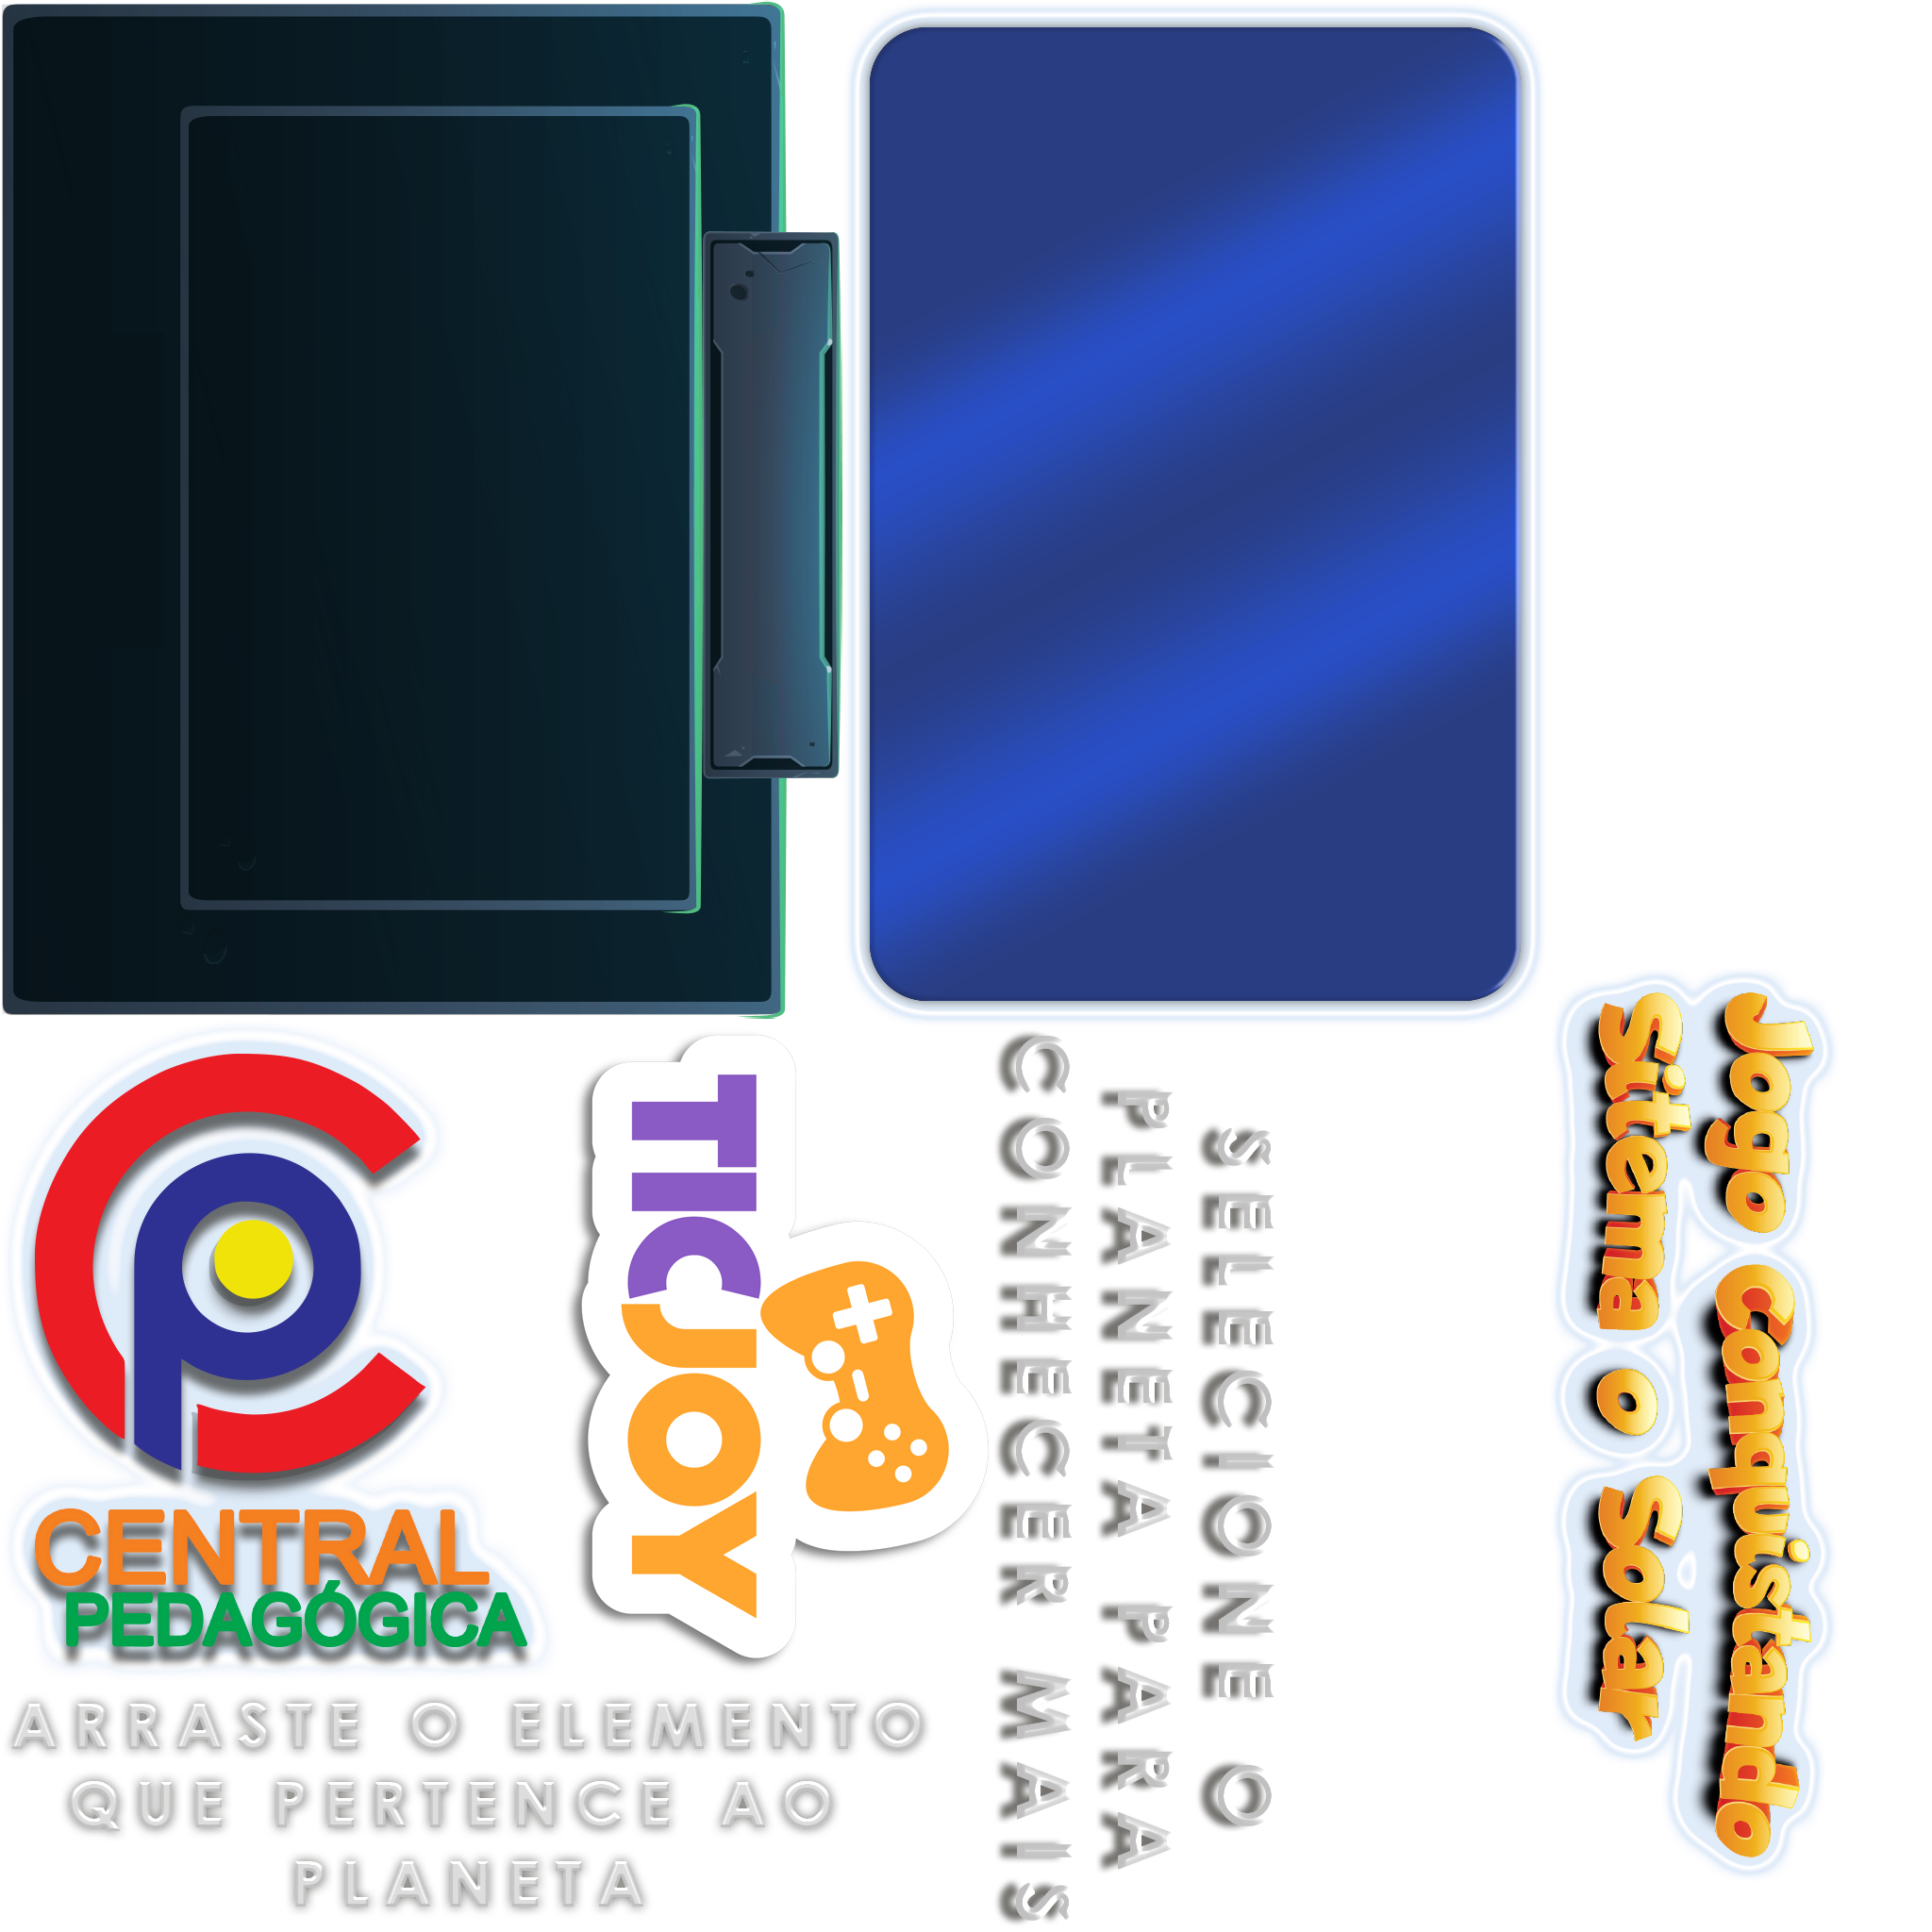 CENTRAL
PEDAGÓGICA
TICJOY
SELECIONE O
PLANETA PARA
CONHECER MAIS
Jogo Conquistando
o Sitema Solar
ARRASTE O ELEMENTO
QUE PERTENCE AO
PLANETA